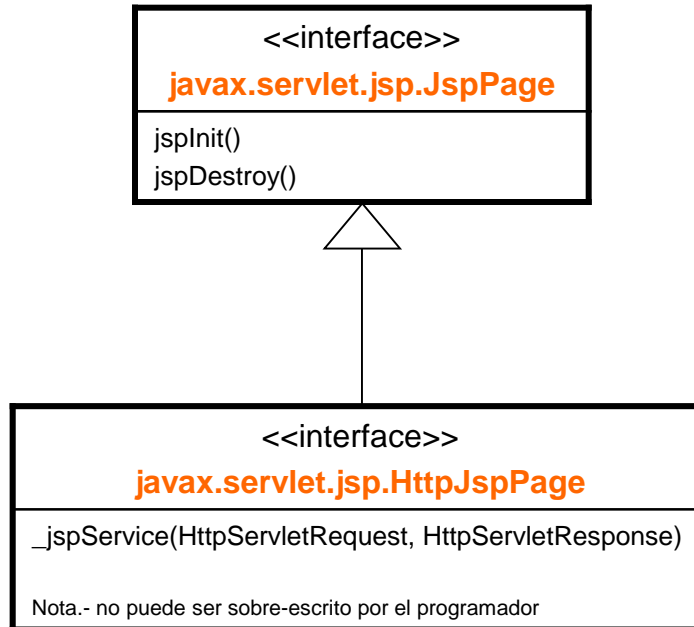 <<interface>>
javax.servlet.jsp.JspPage
jspInit()
jspDestroy()
<<interface>>
javax.servlet.jsp.HttpJspPage
_jspService(HttpServletRequest, HttpServletResponse)
Nota.- no puede ser sobre-escrito por el programador